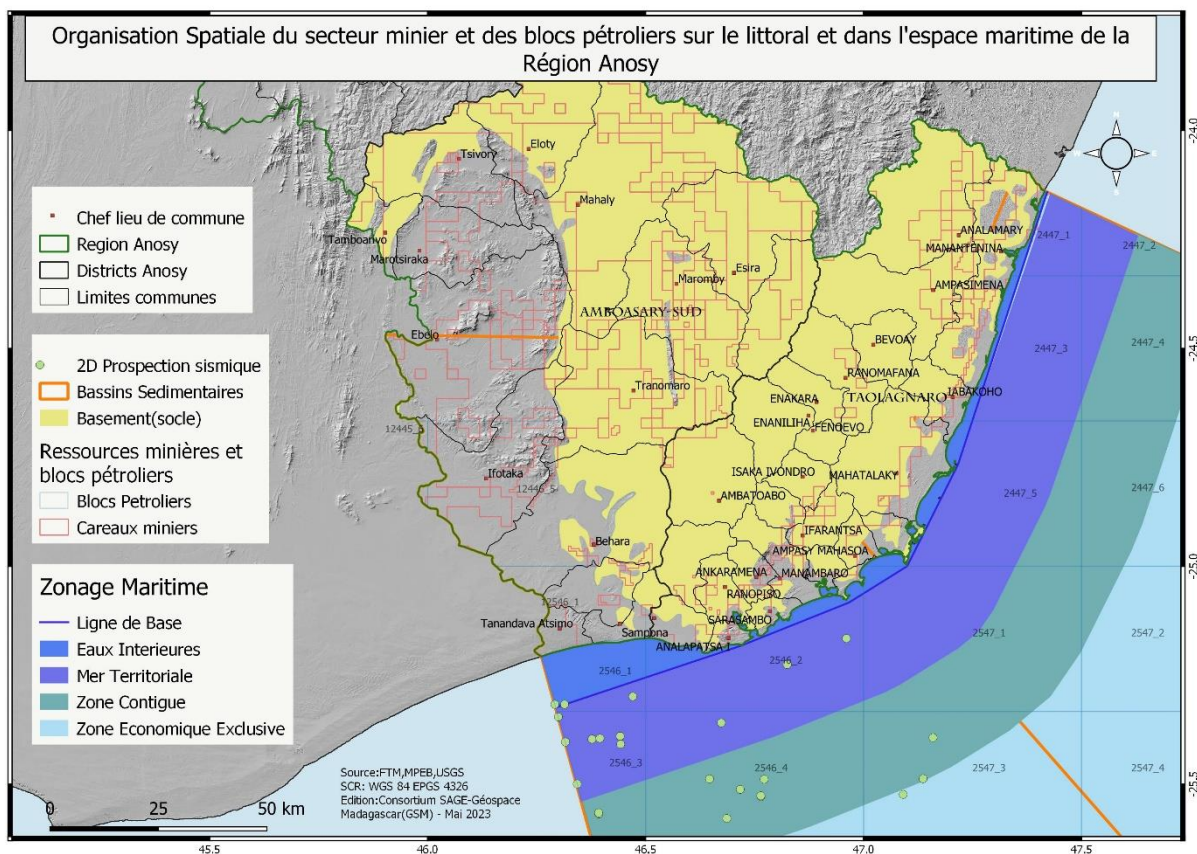 Organisation Spatiale du secteur minier et des blocs pétroliers sur le littoral et dans l'espace maritime de la
Région Anosy
Chef lieu de commune
Region Anosy
Districts Anosy
Limites communes
2D Prospection sismique
Bassins Sedimentaires
Basement(socle)
Ressources minières et
blocs pétroliers
Blocs Petroliers
Careaux miniers
Zonage Maritime
Ligne de Base
Eaux Interieures
Mer Territoriale
Zone Contigue
Zone Economique Exclusive
Eloty
Tsivory
Mahaly
Tamboarivo
Marotsiraka
Maromby
Esira
AMBOASARY-SUD
Ebelo
Tranomaro
Ifotaka
Behara
Tanandava Atsimo
Sampona
ANALAMARY
MANANTENINA
AMPASIMENA
BEVOAY
RANOMAFANA
TAOLAGNARO
IABAKOHO
ENAKARA
ENANILIHA
FENOEVO
ISAKA IVONDRO
MAHATALAKY
AMBATOABO
IFARANTSA
AMPASY MAHASOA
ANKARAMENA
MANAMBARO
RANOPISO
SARASAMBO
ANALAPATSA I
12445_
12445_5
12546_1
2447_1
2447_2
2447_3
2447_4
2447_5
2447_6
2546_1
2546_2
2546_3
2546_4
2547_1
2547_2
2547_3
2547_4
Source:FTM,MPEB,USGS
SCR: WGS 84 EPGS 4326
Edition:Consortium SAGE-Géospace
Madagascar(GSM) - Mai 2023
0 25 50 km
45.5 46.0 46.5 47.0 47.5
-24.0
-24.5
-25.0
-25.5